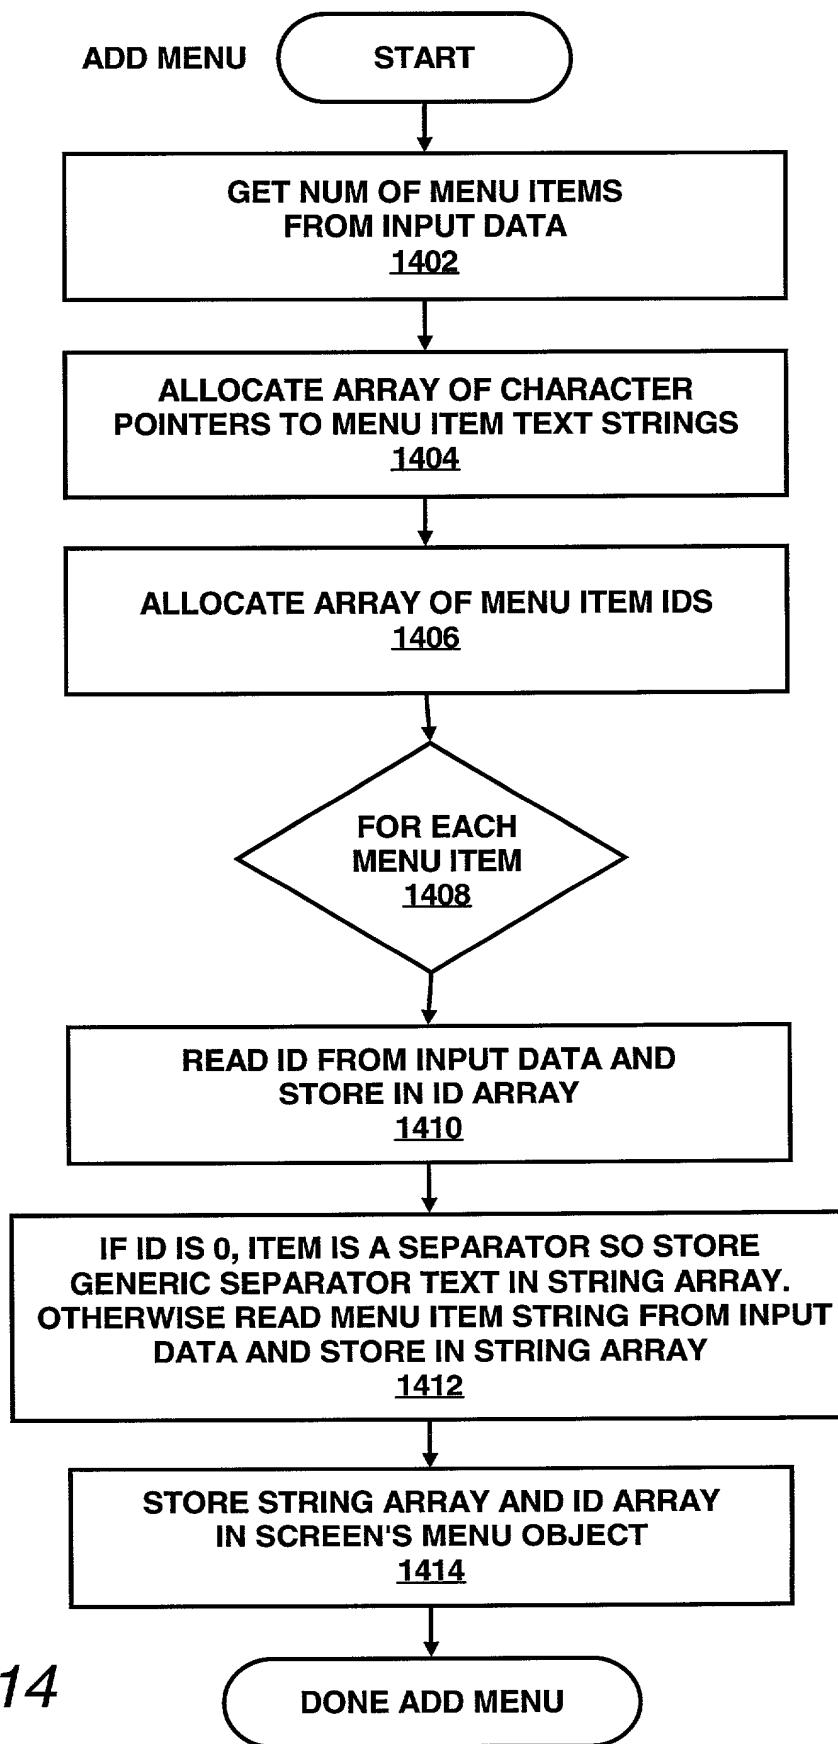 ADD MENU
START
GET NUM OF MENU ITEMS
FROM INPUT DATA
1402
ALLOCATE ARRAY OF CHARACTER
POINTERS TO MENU ITEM TEXT STRINGS
1404
ALLOCATE ARRAY OF MENU ITEM IDS
1406
FOR EACH
MENU ITEM
1408
READ ID FROM INPUT DATA AND
STORE IN ID ARRAY
1410
IF ID IS 0, ITEM IS A SEPARATOR SO STORE
GENERIC SEPARATOR TEXT IN STRING ARRAY.
OTHERWISE READ MENU ITEM STRING FROM INPUT
DATA AND STORE IN STRING ARRAY
1412
STORE STRING ARRAY AND ID ARRAY
IN SCREEN'S MENU OBJECT
1414
14
DONE ADD MENU